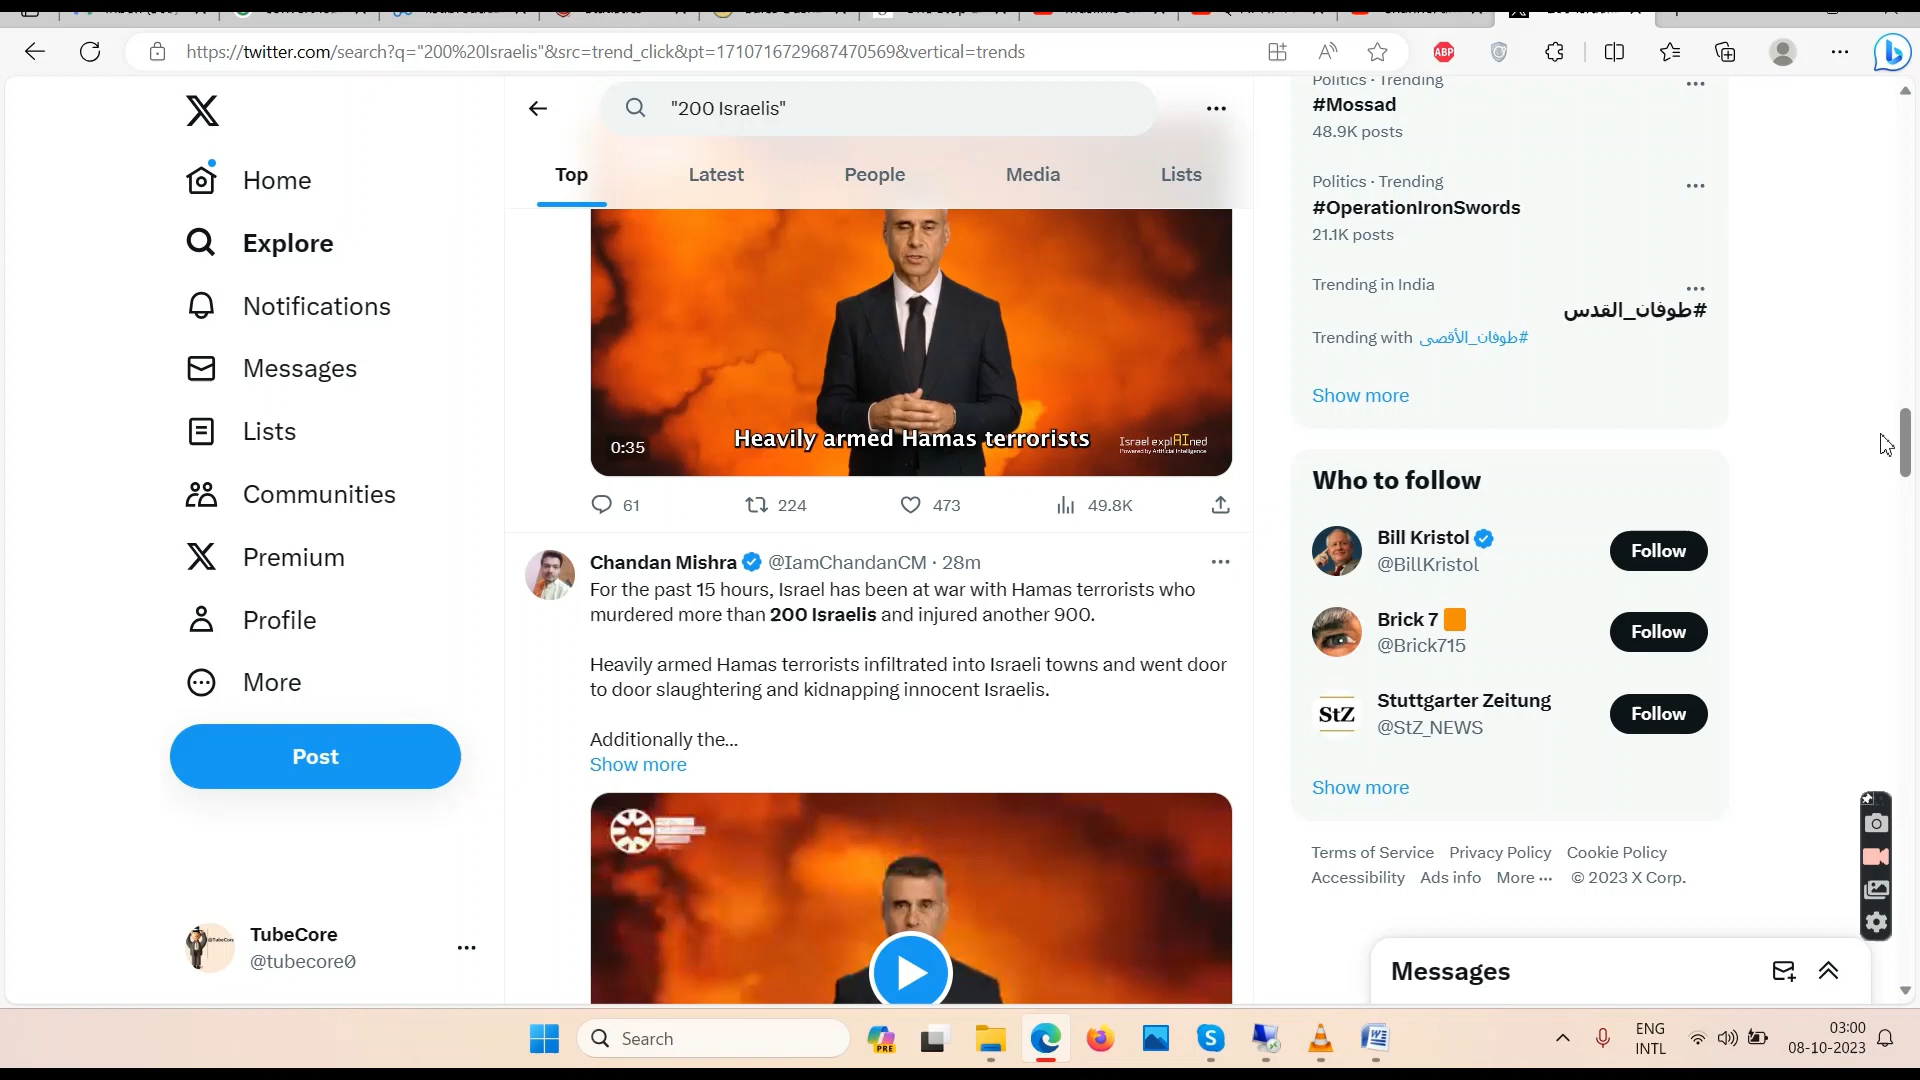 https://twitter.com/search?q="200%20Israelis"&src=trend_click&pt=1710716729687470569&vertical=trends
ABP
"200 Israelis"
Top
Latest
People
Media
Lists
Home
Explore
Notifications
Messages
Lists
Communities
Premium
Profile
More
Post
TubeCore
@tubecore0
Heavily armed Hamas terrorists
0:35
Israel explAIned
Powered by Artificial Intelligence
61
224
473
49.8K
Chandan Mishra @IamChandanCM · 28m
For the past 15 hours, Israel has been at war with Hamas terrorists who
murdered more than 200 Israelis and injured another 900.
Heavily armed Hamas terrorists infiltrated into Israeli towns and went door
to door slaughtering and kidnapping innocent Israelis.
Additionally the...
Show more
Politics · Trending
#Mossad
48.9K posts
Politics · Trending
#OperationIronSwords
21.1K posts
Trending in India
#طوفان_القدس
Trending with #طوفان_الأقصى
Show more
Who to follow
Bill Kristol
@BillKristol
Follow
Brick 7
@Brick715
Follow
StZ
Stuttgarter Zeitung
@StZ_NEWS
Follow
Show more
Terms of Service Privacy Policy Cookie Policy
Accessibility Ads info More ··· © 2023 X Corp.
Messages
Search
PRE
ENG
INTL
03:00
08-10-2023